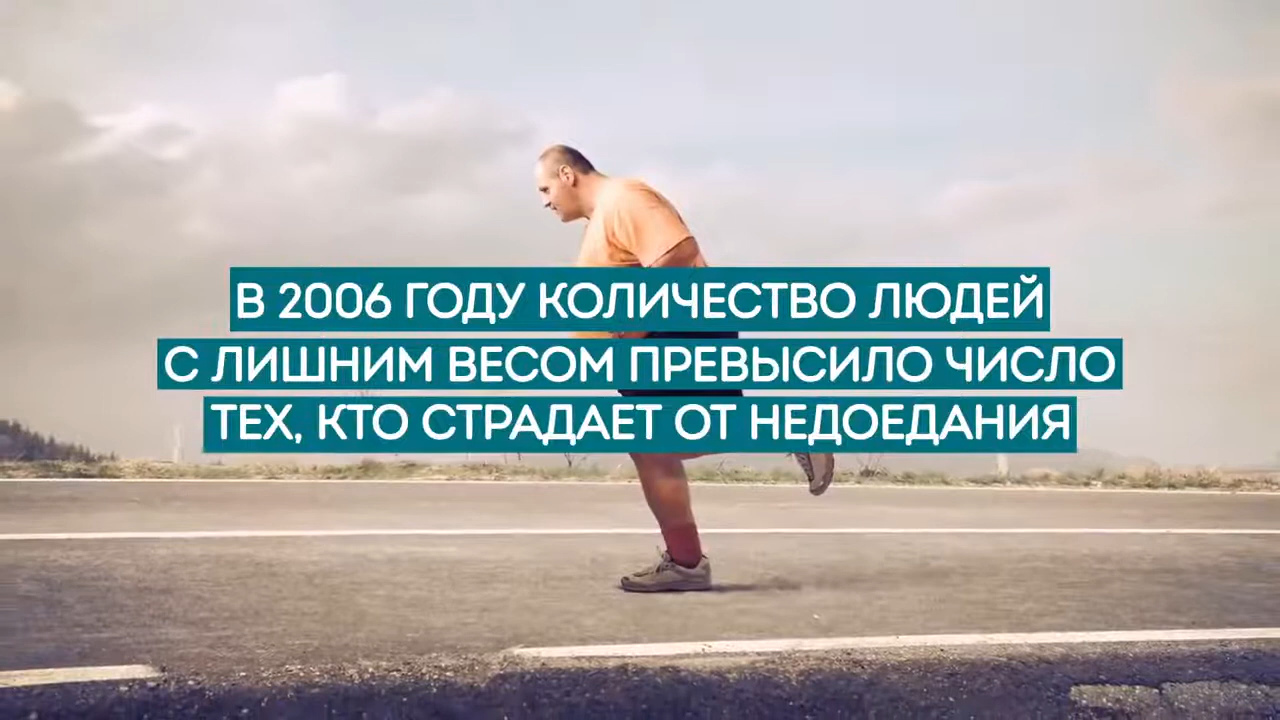 В 2006 ГОДУ КОЛИЧЕСТВО ЛЮДЕЙ
С ЛИШНИМ ВЕСОМ ПРЕВЫСИЛО ЧИСЛО
ТЕХ, КТО СТРАДАЕТ ОТ НЕДОЕДАНИЯ